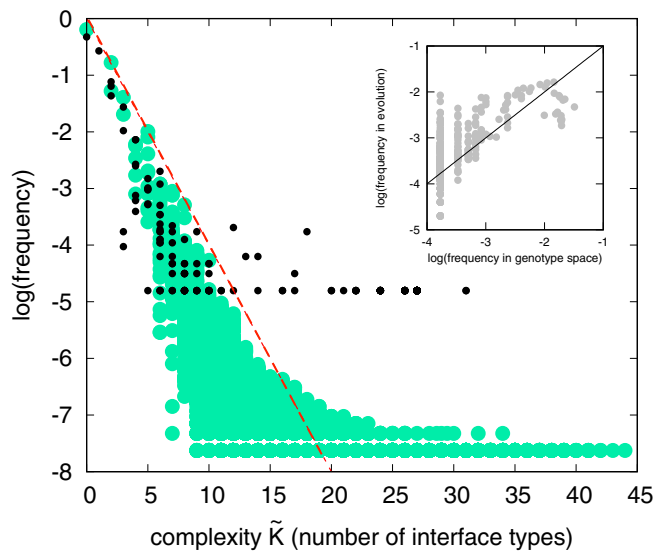 log(frequency)
0
-1
-2
-3
-4
-5
-6
-7
-8
0 5 10 15 20 25 30 35 40 45
complexity K̃ (number of interface types)
log(frequency in evolution)
-1
-2
-3
-4
-5
-4 -3 -2 -1
log(frequency in genotype space)